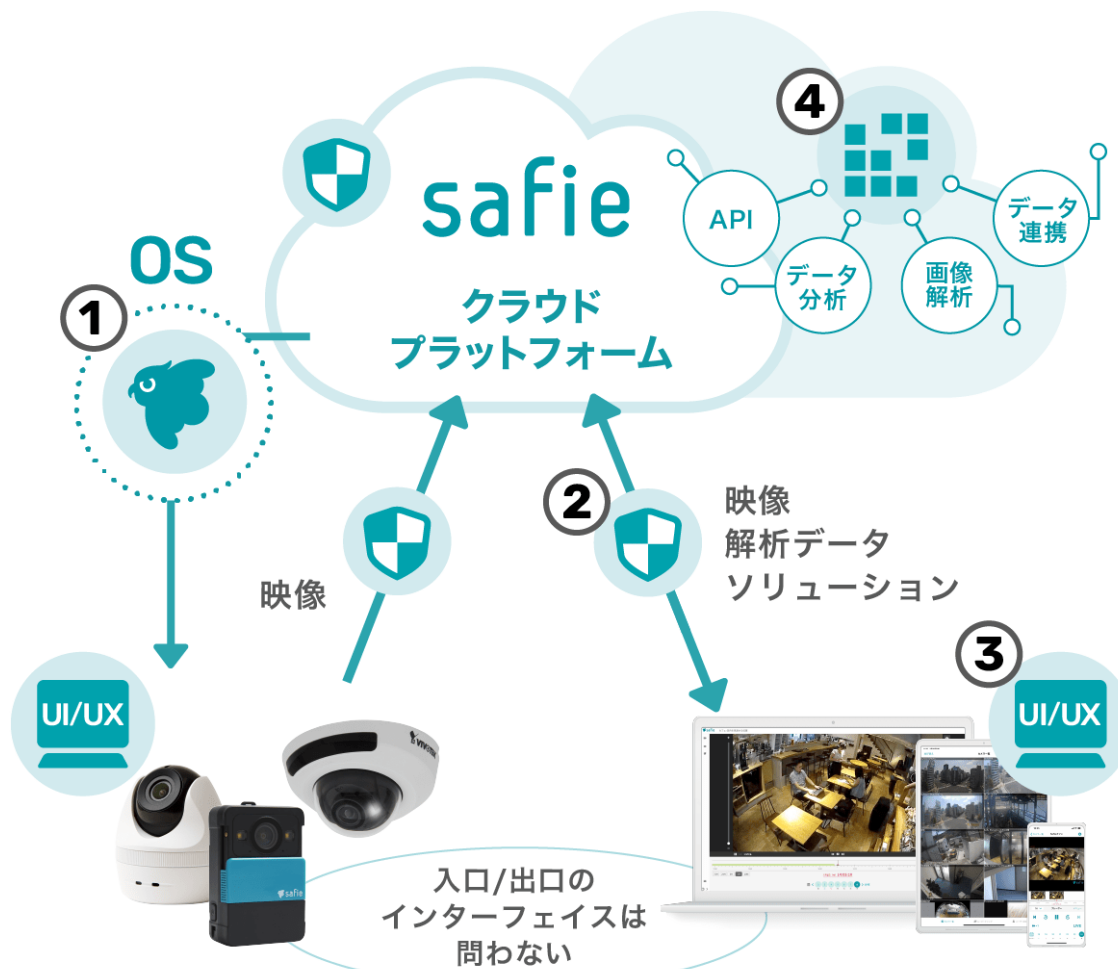 safie
クラウド
プラットフォーム
4
API
データ
分析
画像
解析
データ
連携
OS
1
映像
2
映像
解析データ
ソリューション
3
UI/UX
UI/UX
safie
safie
入口/出口の
インターフェイスは
問わない